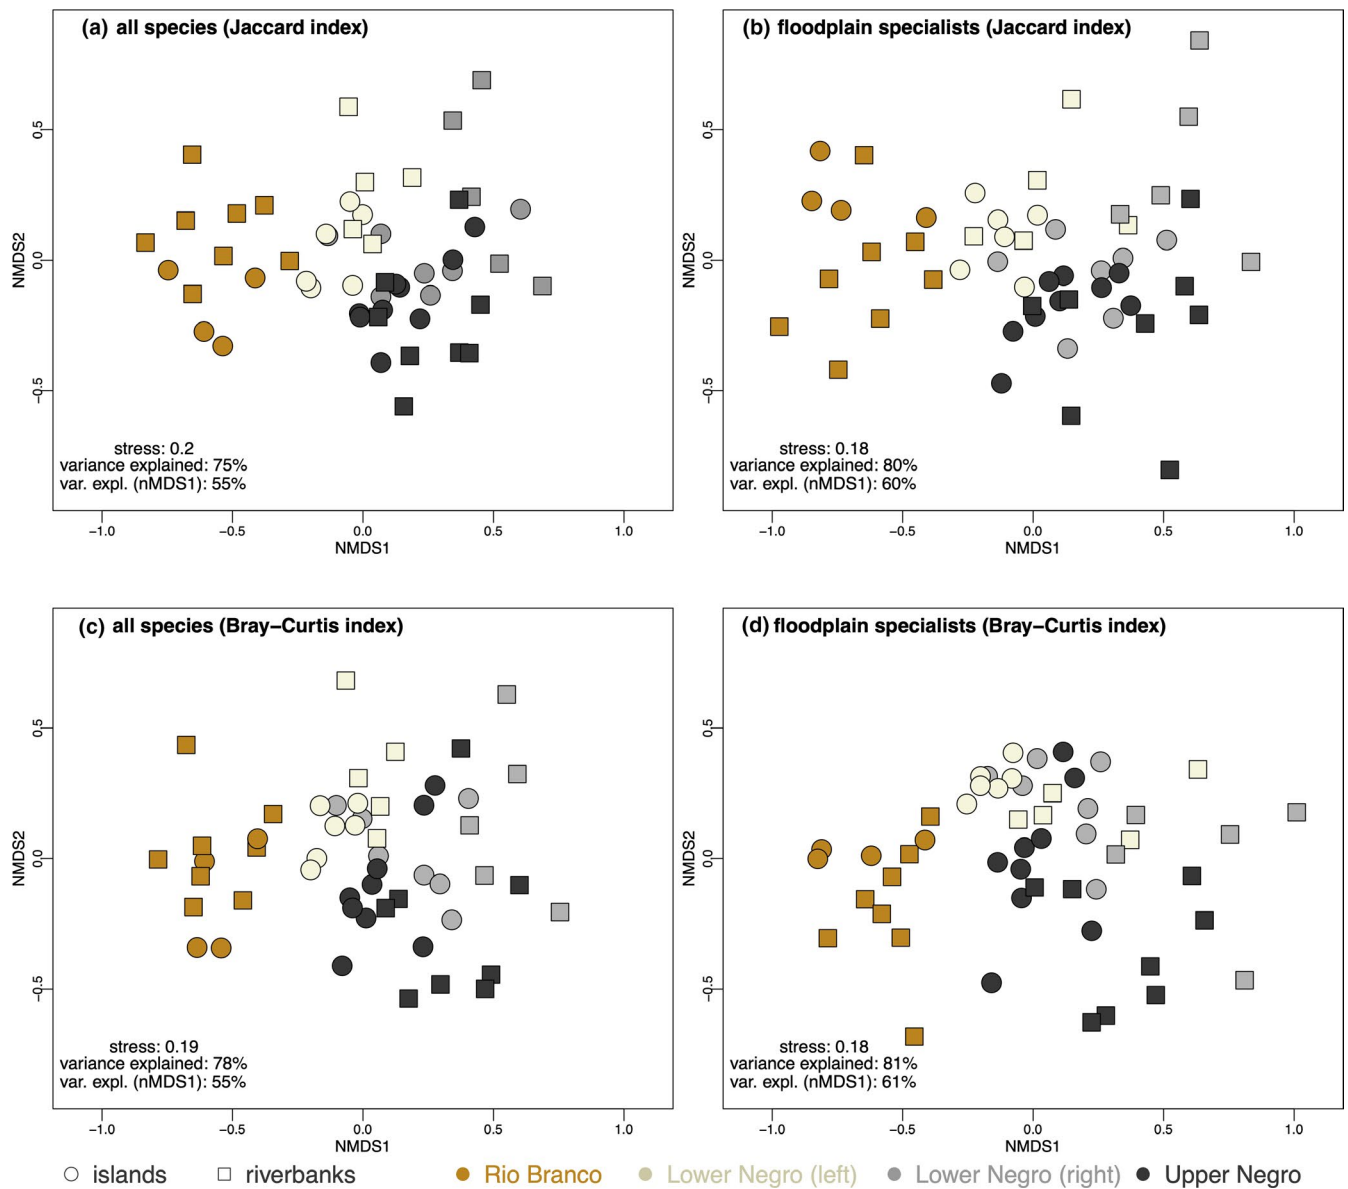 (a) all species (Jaccard index)
0.5
0.0
−0.5
NMDS2
stress: 0.2
variance explained: 75%
var. expl. (nMDS1): 55%
−1.0 −0.5 0.0 0.5 1.0
NMDS1
(b) floodplain specialists (Jaccard index)
0.5
0.0
−0.5
NMDS2
stress: 0.18
variance explained: 80%
var. expl. (nMDS1): 60%
−1.0 −0.5 0.0 0.5 1.0
NMDS1
(c) all species (Bray−Curtis index)
0.5
0.0
−0.5
NMDS2
stress: 0.19
variance explained: 78%
var. expl. (nMDS1): 55%
−1.0 −0.5 0.0 0.5 1.0
NMDS1
(d) floodplain specialists (Bray−Curtis index)
0.5
0.0
−0.5
NMDS2
stress: 0.18
variance explained: 81%
var. expl. (nMDS1): 61%
−1.0 −0.5 0.0 0.5 1.0
NMDS1
islands riverbanks Rio Branco Lower Negro (left) Lower Negro (right) Upper Negro